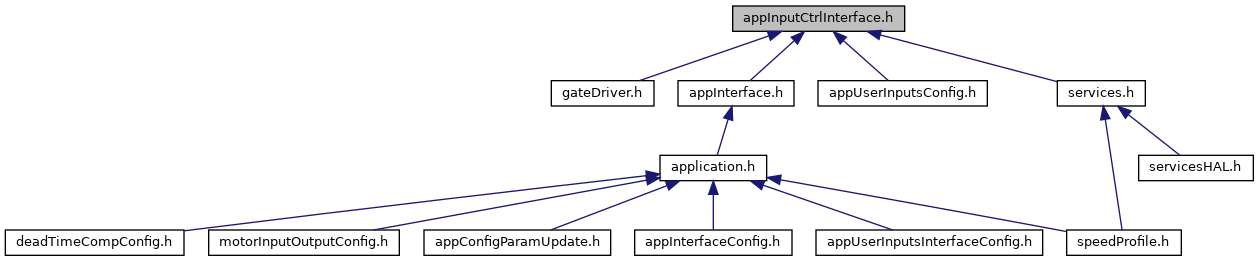 appInputCtrlInterface.h
gateDriver.h
appInterface.h
appUserInputsConfig.h
services.h
application.h
servicesHAL.h
deadTimeCompConfig.h
motorInputOutputConfig.h
appConfigParamUpdate.h
appInterfaceConfig.h
appUserInputsInterfaceConfig.h
speedProfile.h